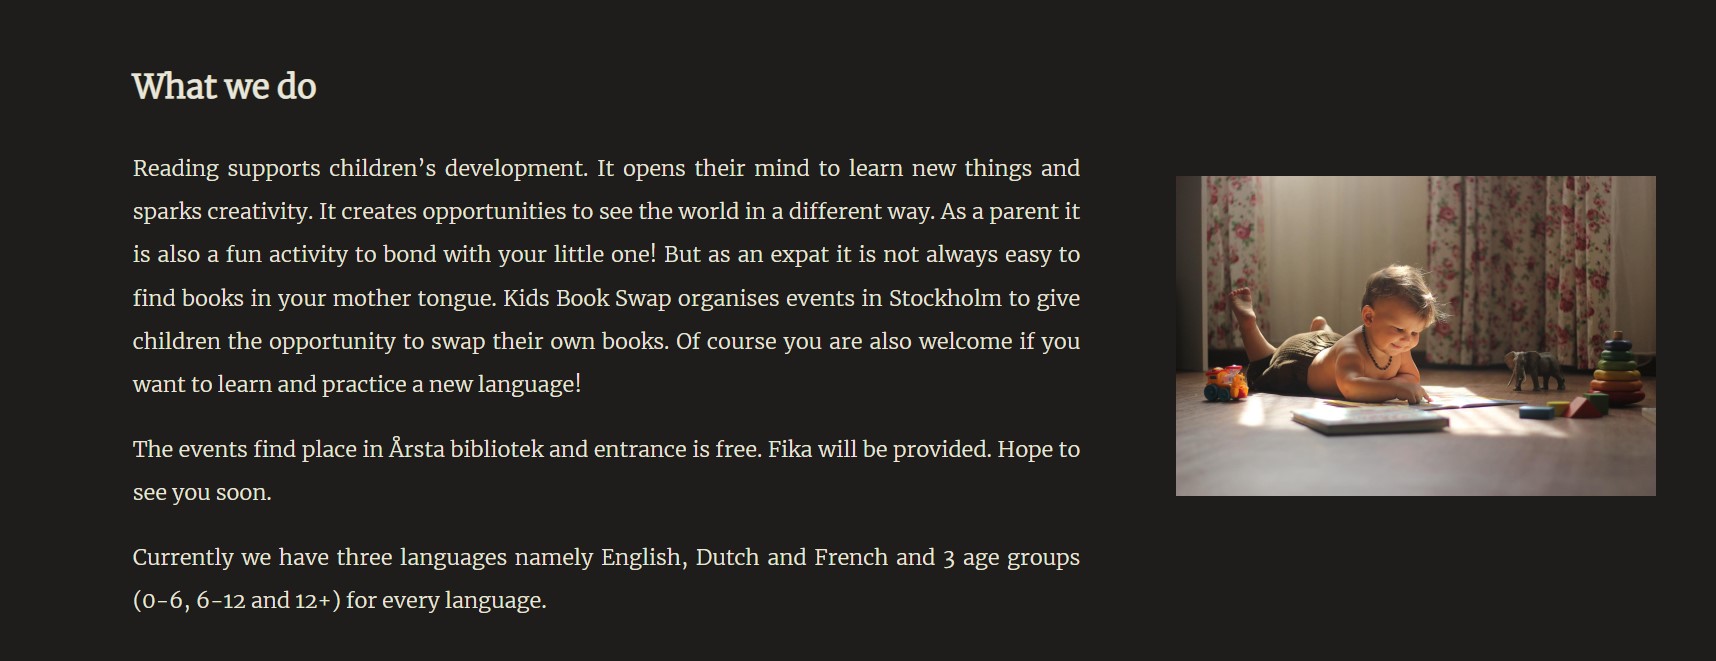 What we do
Reading supports children’s development. It opens their mind to learn new things and
sparks creativity. It creates opportunities to see the world in a different way. As a parent it
is also a fun activity to bond with your little one! But as an expat it is not always easy to
find books in your mother tongue. Kids Book Swap organises events in Stockholm to give
children the opportunity to swap their own books. Of course you are also welcome if you
want to learn and practice a new language!
The events find place in Årsta bibliotek and entrance is free. Fika will be provided. Hope to
see you soon.
Currently we have three languages namely English, Dutch and French and 3 age groups
(0-6, 6-12 and 12+) for every language.